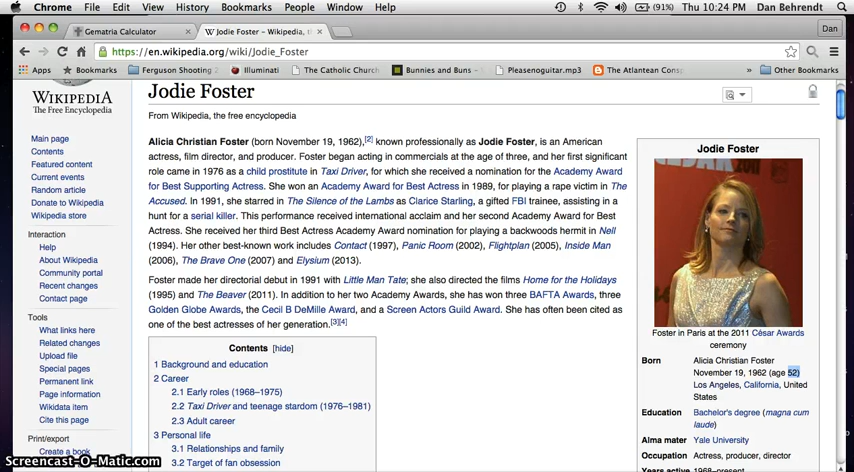 Chrome File Edit View History Bookmarks People Window Help (91%) Thu 10:24 PM Dan Behrendt
Gematria Calculator
W Jodie Foster – Wikipedia, th
Dan
https://en.wikipedia.org/wiki/Jodie_Foster
Apps Bookmarks Ferguson Shooting Illuminati The Catholic Church Bunnies and Buns - Pleasenoguitar.mp3 The Atlantean Cons » Other Bookmarks
WIKIPEDIA
The Free Encyclopedia
Main page
Contents
Featured content
Current events
Random article
Donate to Wikipedia
Wikipedia store
Interaction
Help
About Wikipedia
Community portal
Recent changes
Contact page
Tools
What links here
Related changes
Upload file
Special pages
Permanent link
Page information
Wikidata item
Cite this page
Print/export
Create a book
Jodie Foster
From Wikipedia, the free encyclopedia
Alicia Christian Foster (born November 19, 1962),[2] known professionally as Jodie Foster, is an American
actress, film director, and producer. Foster began acting in commercials at the age of three, and her first significant
role came in 1976 as a child prostitute in Taxi Driver, for which she received a nomination for the Academy
Award for Best Supporting Actress. She won an Academy Award for Best Actress in 1989, for playing a rape victim in The
Accused. In 1991, she starred in The Silence of the Lambs as Clarice Starling, a gifted FBI trainee, assisting in a
hunt for a serial killer. This performance received international acclaim and her second Academy Award for Best
Actress. She received her third Best Actress Academy Award nomination for playing a backwoods hermit in Nell
(1994). Her other best-known work includes Contact (1997), Panic Room (2002), Flightplan (2005), Inside Man
(2006), The Brave One (2007) and Elysium (2013).
Foster made her directorial debut in 1991 with Little Man Tate; she also directed the films Home for the Holidays
(1995) and The Beaver (2011). In addition to her two Academy Awards, she has won three BAFTA Awards, three
Golden Globe Awards, the Cecil B DeMille Award, and a Screen Actors Guild Award. She has often been cited as
one of the best actresses of her generation.[3][4]
Contents [hide]
1 Background and education
2 Career
2.1 Early roles (1968–1975)
2.2 Taxi Driver and teenage stardom (1976–1981)
2.3 Adult career
3 Personal life
3.1 Relationships and family
3.2 Target of fan obsession
Jodie Foster
Foster in Paris at the 2011 César Awards
ceremony
Born Alicia Christian Foster
November 19, 1962 (age 52)
Los Angeles, California, United
States
Education Bachelor's degree (magna cum
laude)
Alma mater Yale University
Occupation Actress, producer, director
Years active 1968–present
Screencast-O-Matic.com